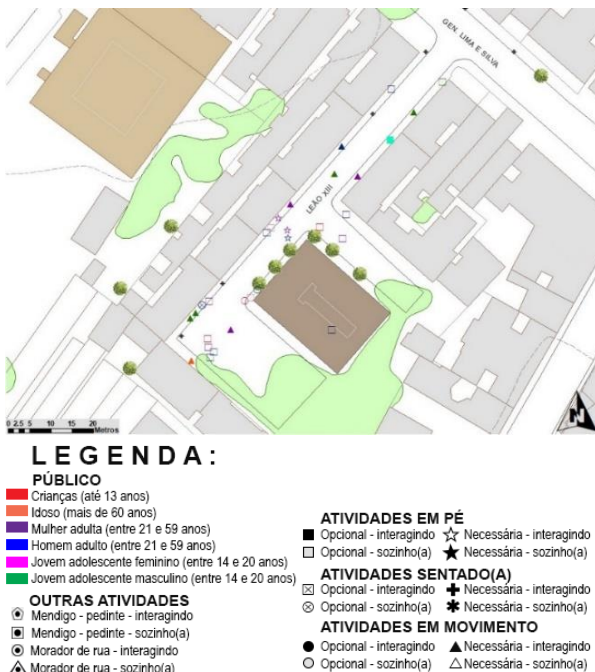 GEN. LIMA E SILVA
LEÃO XIII
0 2.5 5 10 15 20
Metros
N
LEGENDA:
PÚBLICO
Crianças (até 13 anos)
Idoso (mais de 60 anos)
Mulher adulta (entre 21 e 59 anos)
Homem adulto (entre 21 e 59 anos)
Jovem adolescente feminino (entre 14 e 20 anos)
Jovem adolescente masculino (entre 14 e 20 anos)
OUTRAS ATIVIDADES
Mendigo - pedinte - interagindo
Mendigo - pedinte - sozinho(a)
Morador de rua - interagindo
Morador de rua - sozinho(a)
ATIVIDADES EM PÉ
Opcional - interagindo Necessária - interagindo
Opcional - sozinho(a) Necessária - sozinho(a)
ATIVIDADES SENTADO(A)
Opcional - interagindo Necessária - interagindo
Opcional - sozinho(a) Necessária - sozinho(a)
ATIVIDADES EM MOVIMENTO
Opcional - interagindo Necessária - interagindo
Opcional - sozinho(a) Necessária - sozinho(a)